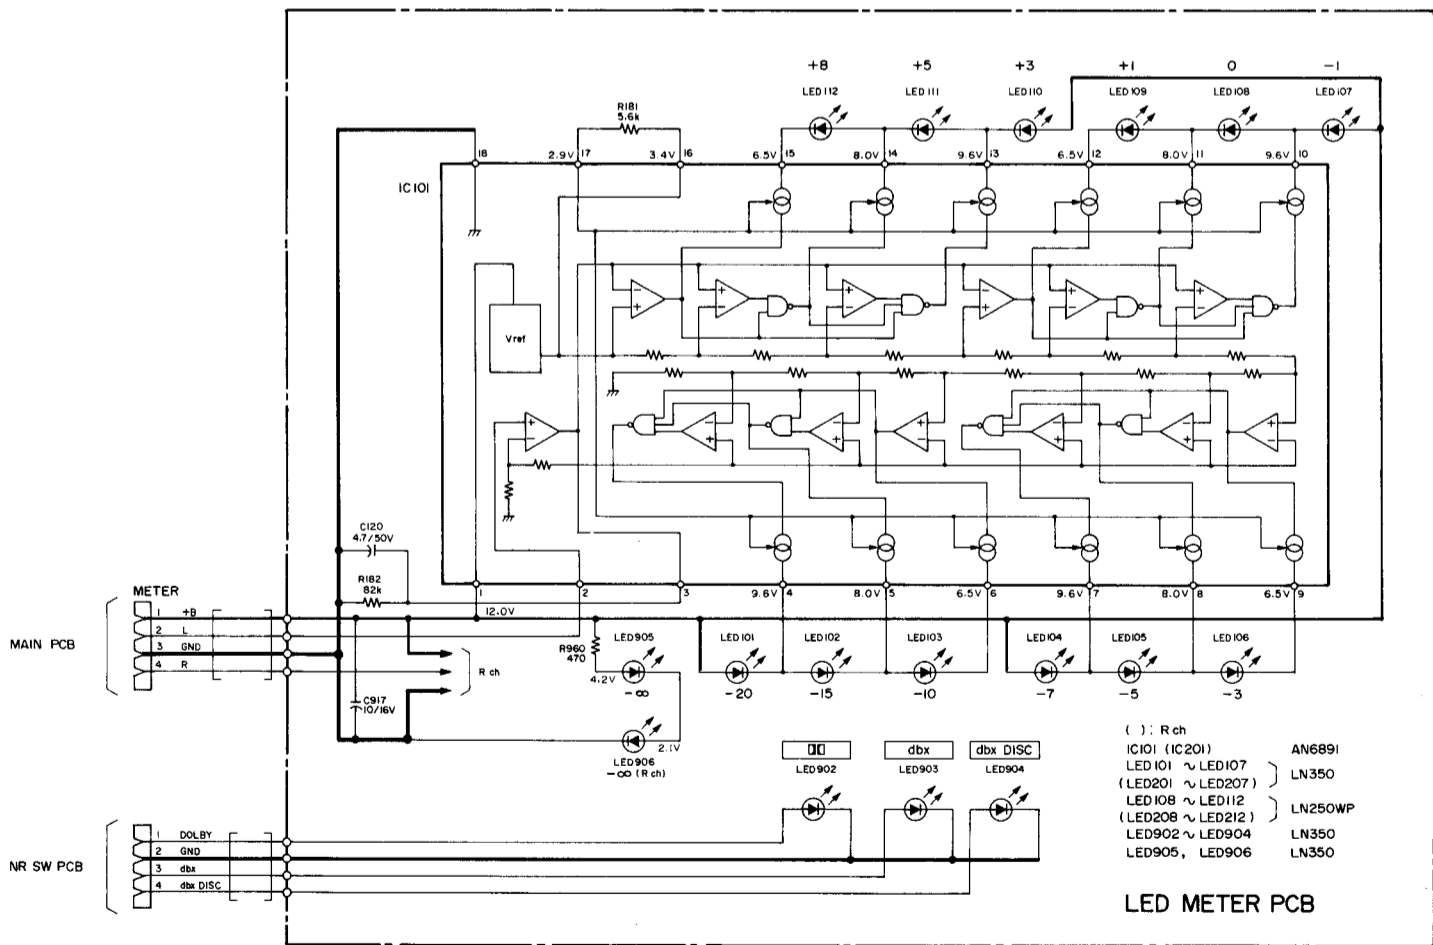 +8 +5 +3 +1 0 -1
LED112 LED111 LED110 LED109 LED108 LED107
R181
5.6k
18 2.9V 17 3.4V 16 6.5V 15 8.0V 14 9.6V 13 6.5V 12 8.0V 11 9.6V 10
IC101
- + + - + - - + + - + -
Vref
+ - - + - + - + - + - + - +
C120
4.7/50V
R182
82k
1 2 3 9.6V 4 8.0V 5 6.5V 6 9.6V 7 8.0V 8 6.5V 9
METER
MAIN PCB
1 +B
2 L
3 GND
4 R
12.0V
R ch
C917
10/16V
R960
470
4.2V
LED905
-∞
2.1V
LED906
-∞ (R ch)
LED101 LED102 LED103 LED104 LED105 LED106
-20 -15 -10 -7 -5 -3
dbx dbx DISC
LED902 LED903 LED904
( ): R ch
IC101 (IC201) AN6891
LED101 ~ LED107
(LED201 ~ LED207) LN350
LED108 ~ LED112
(LED208 ~ LED212) LN250WP
LED902 ~ LED904 LN350
LED905, LED906 LN350
NR SW PCB
1 DOLBY
2 GND
3 dbx
4 dbx DISC
LED METER PCB